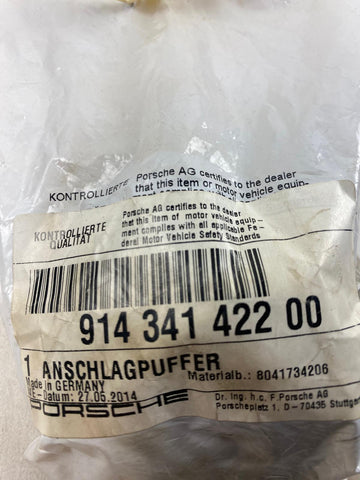 Porsche AG certifies to the dealer
KONTROLLIERTE that this item or motor vehicle equip-
ment complies
KONTROLLIERTE
QUALITÄT
Porsche AG certifies to the dealer
that this item of motor vehicle equip-
ment complies with all applicable Fe-
deral Motor Vehicle Safety Standards
914 341 422 00
1 ANSCHLAGPUFFER
Materialb.: 8041734206
Made in GERMANY
Datum: 27.05.2014
PORSCHE
Dr. Ing. h.c. F.Porsche AG
Porscheplatz 1, D-70435 Stuttgart